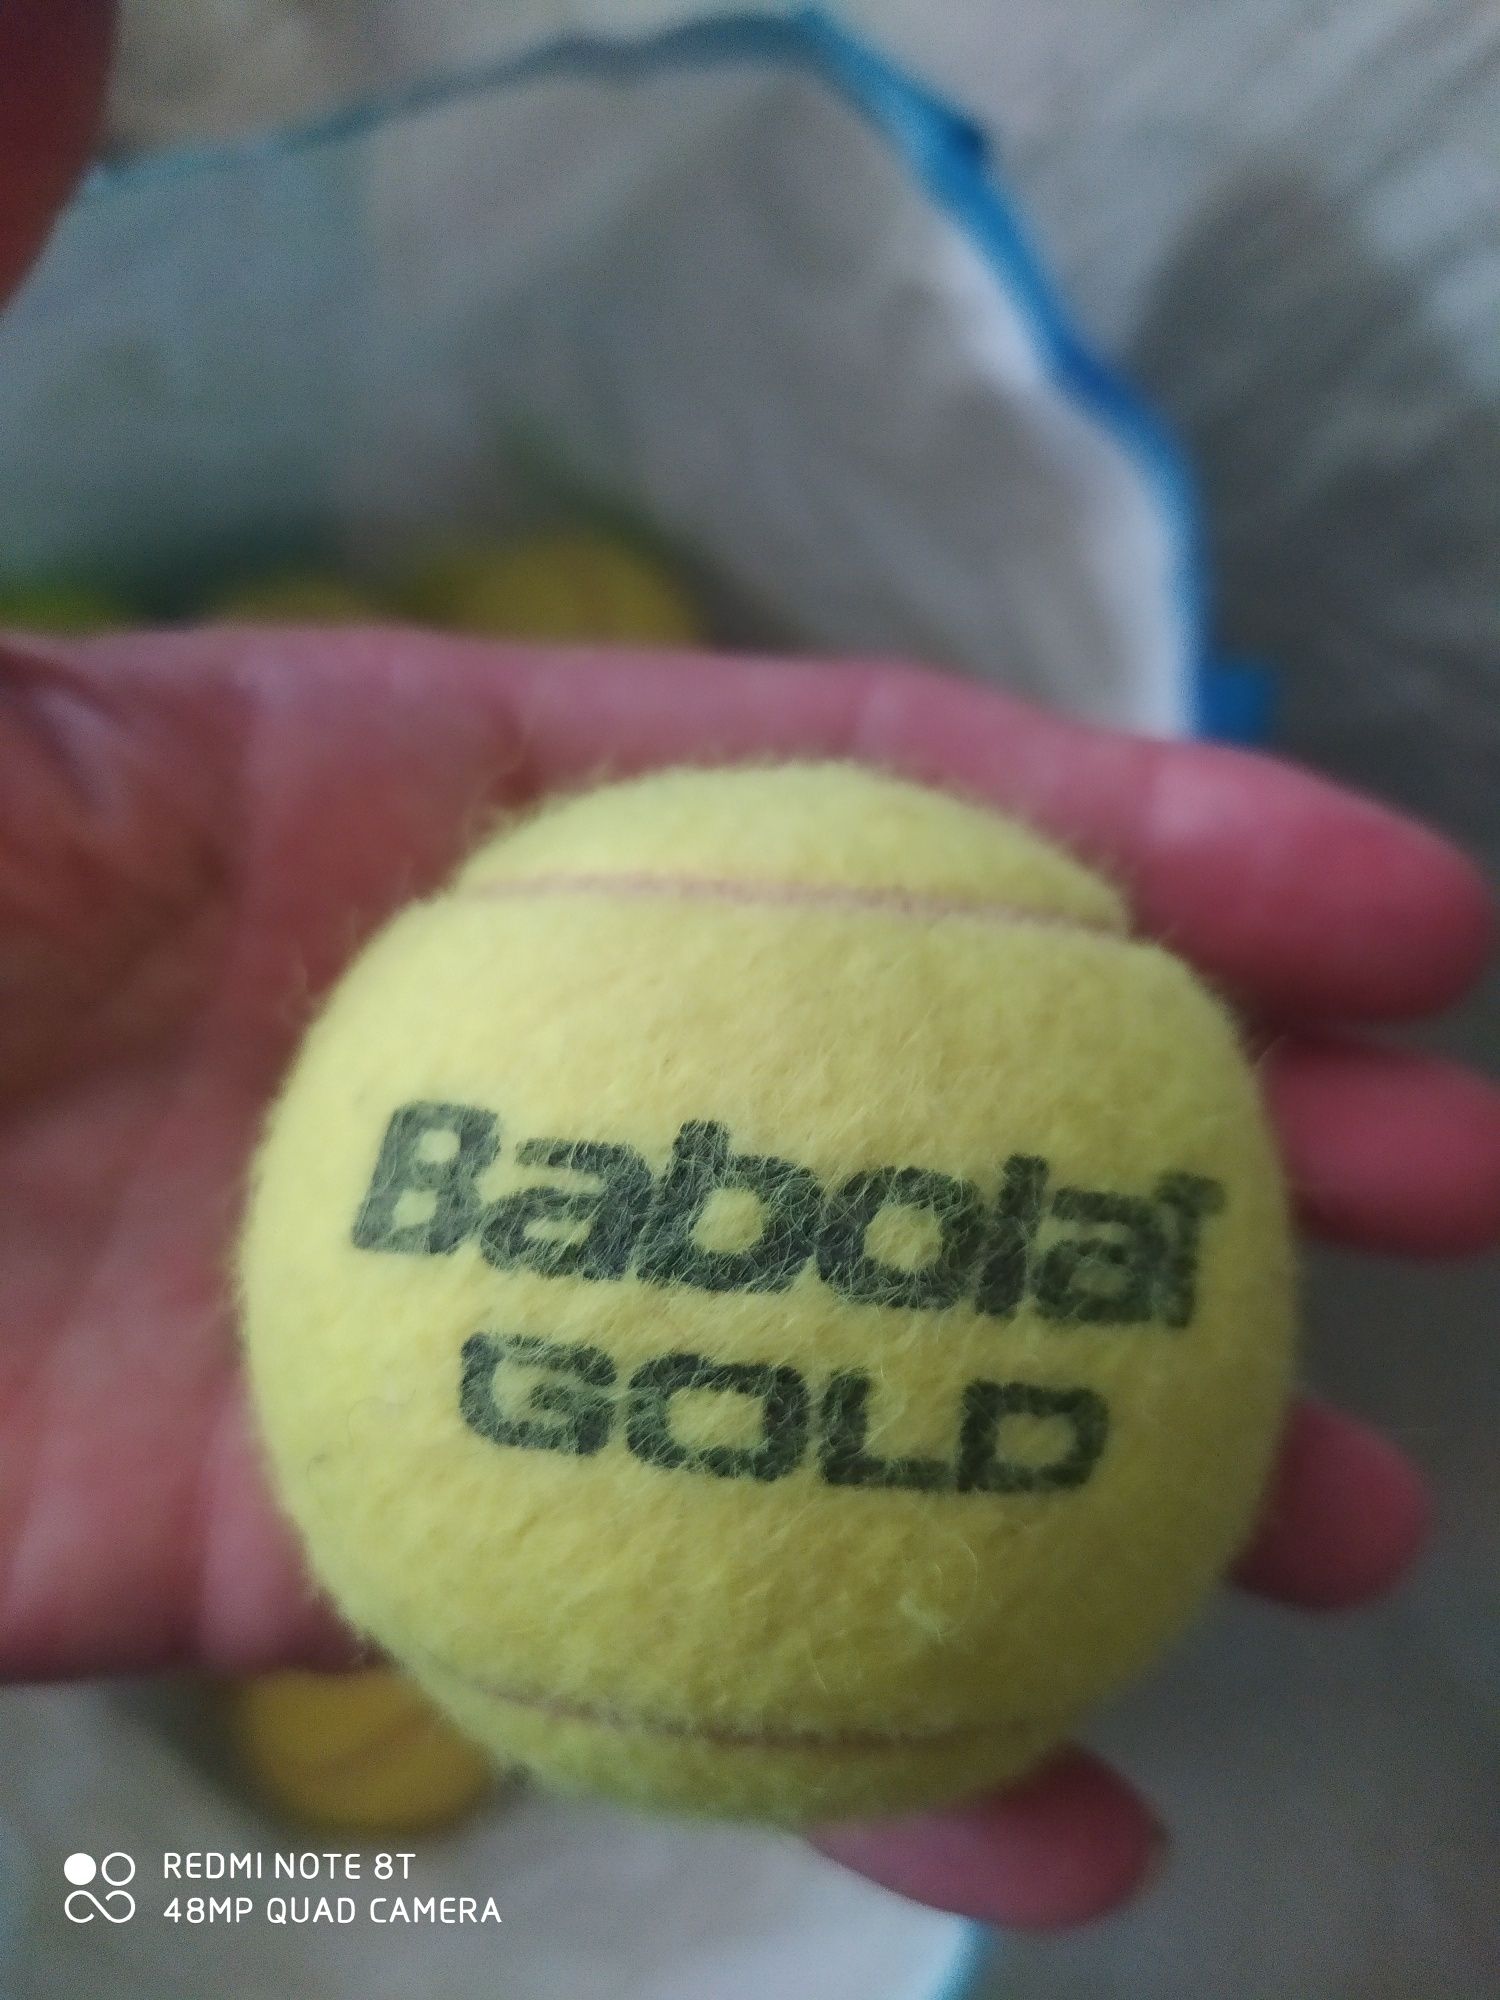 Babolat
GOLD
REDMI NOTE 8T
48MP QUAD CAMERA